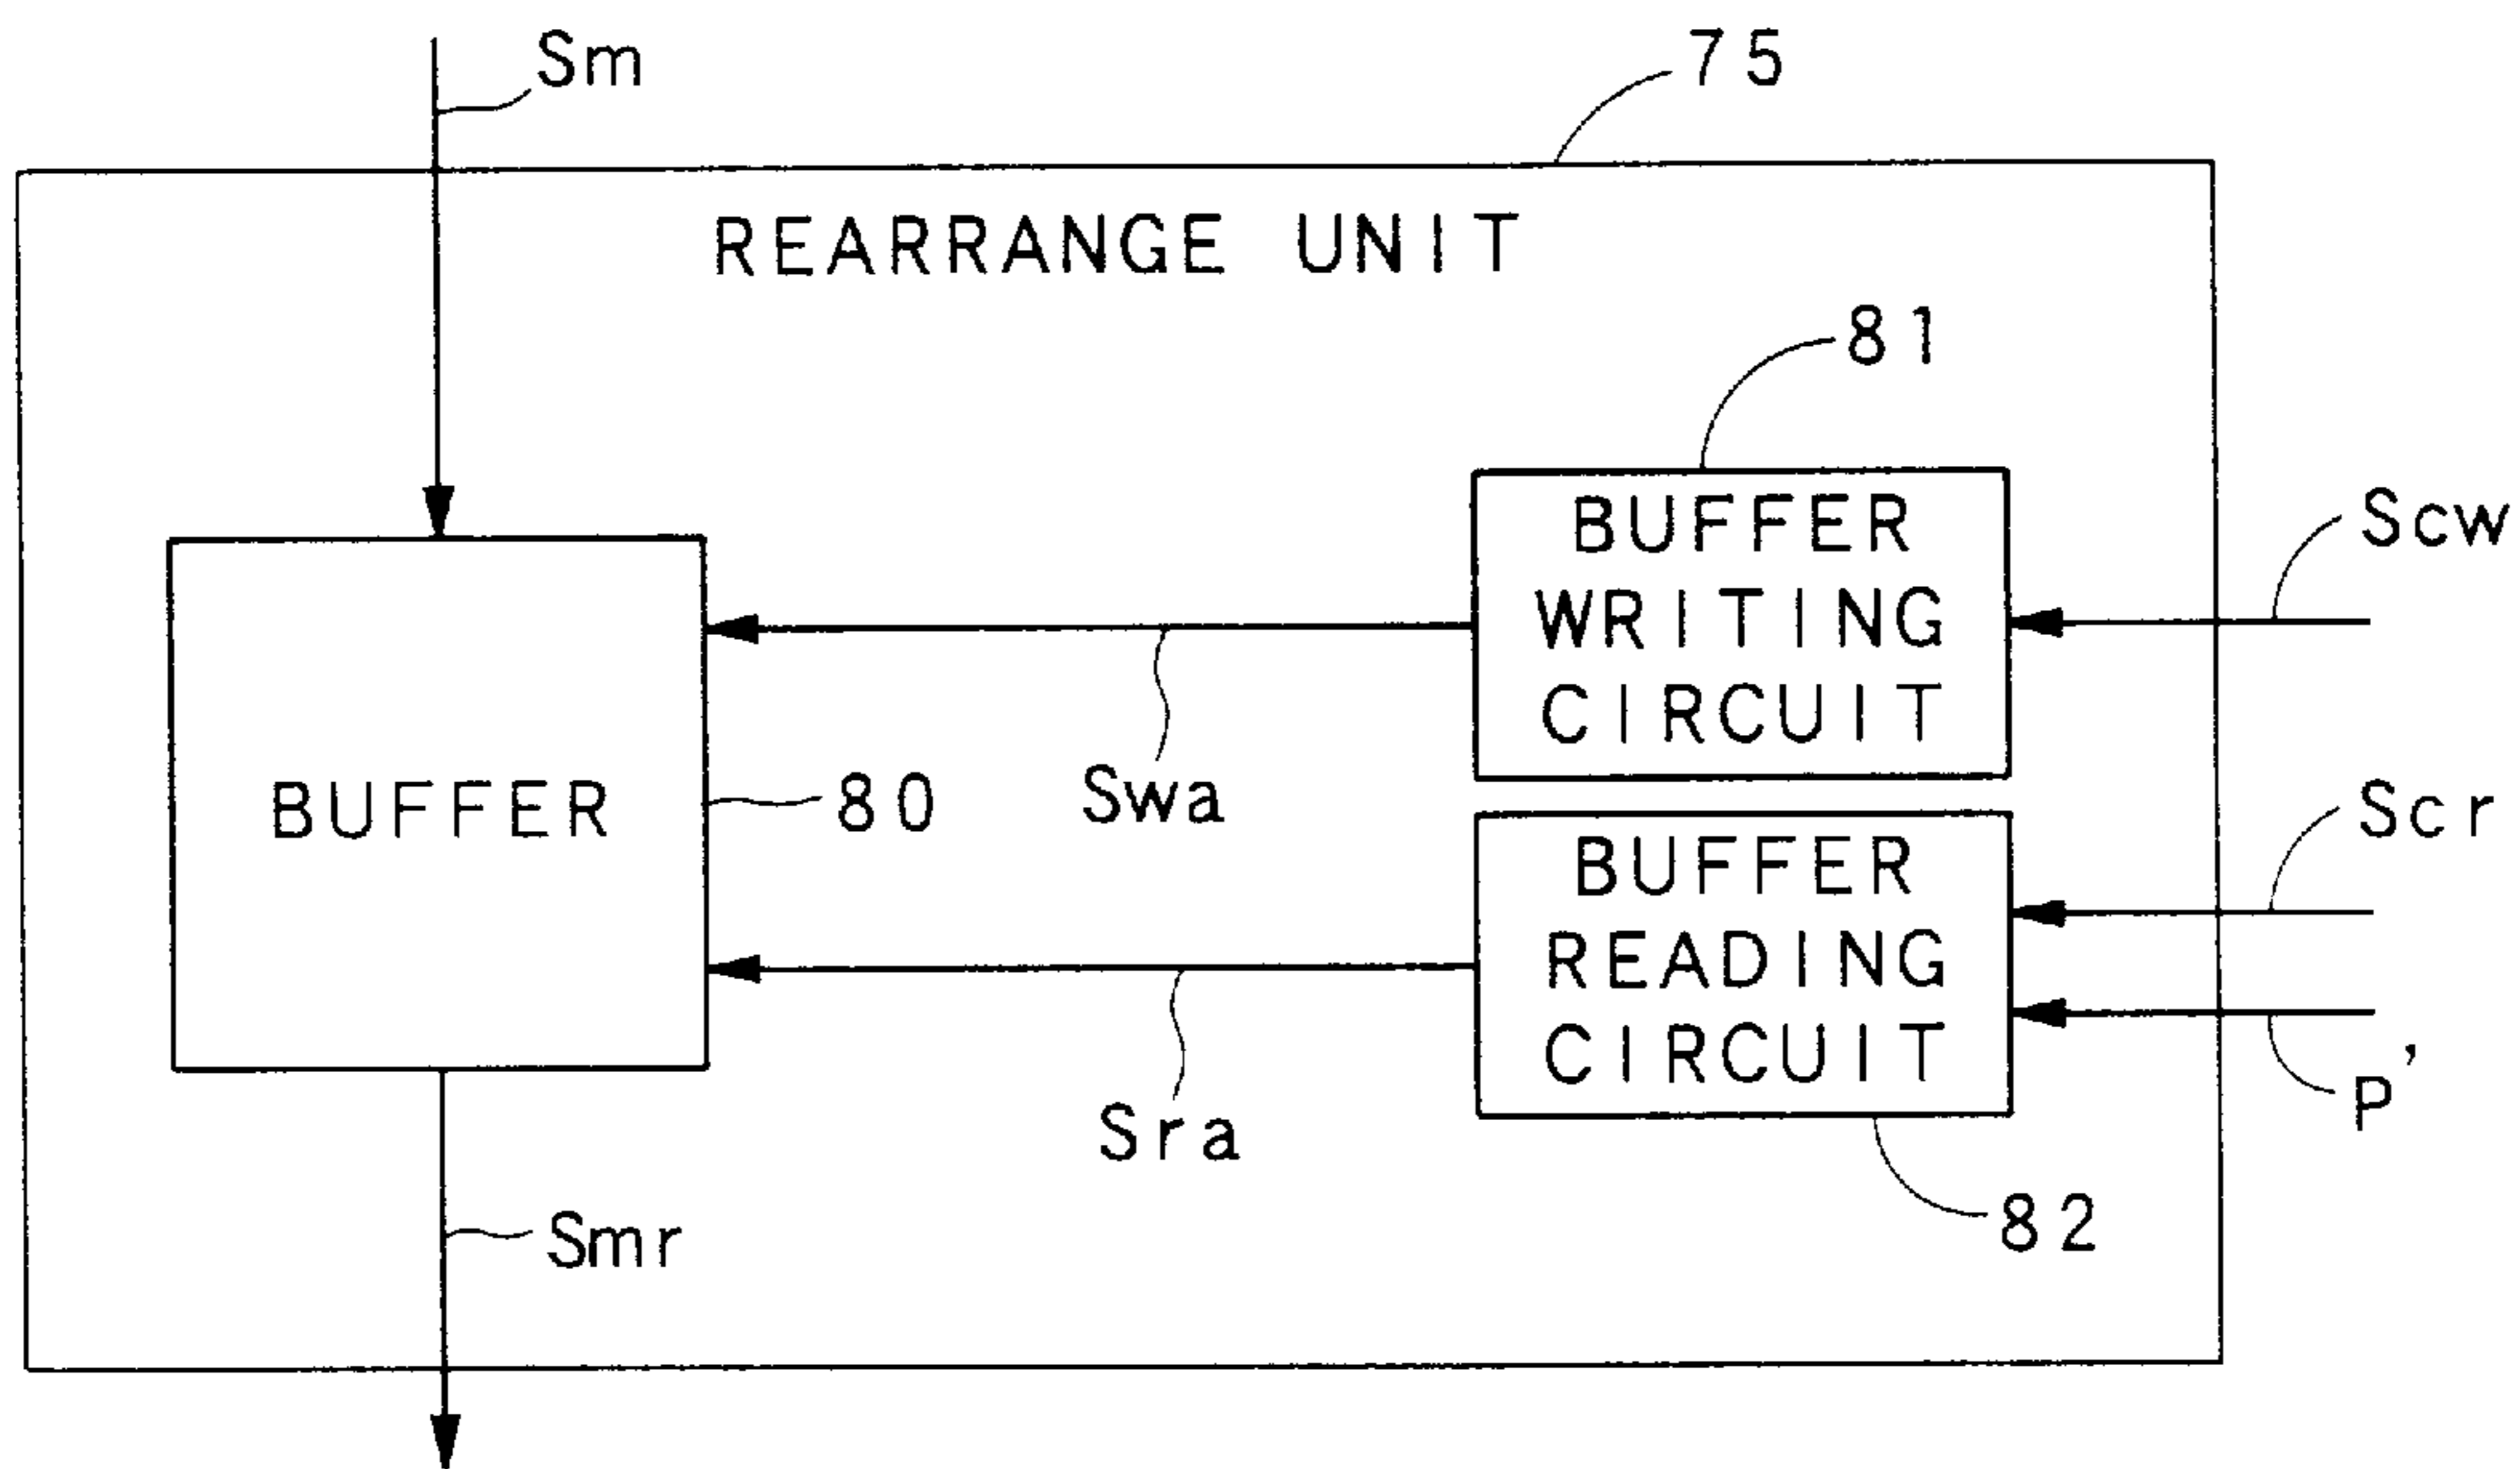 Sm
75
REARRANGE UNIT
81
BUFFER
WRITING
CIRCUIT
Scw
BUFFER
80
Swa
Scr
BUFFER
READING
CIRCUIT
P'
Sra
82
Smr